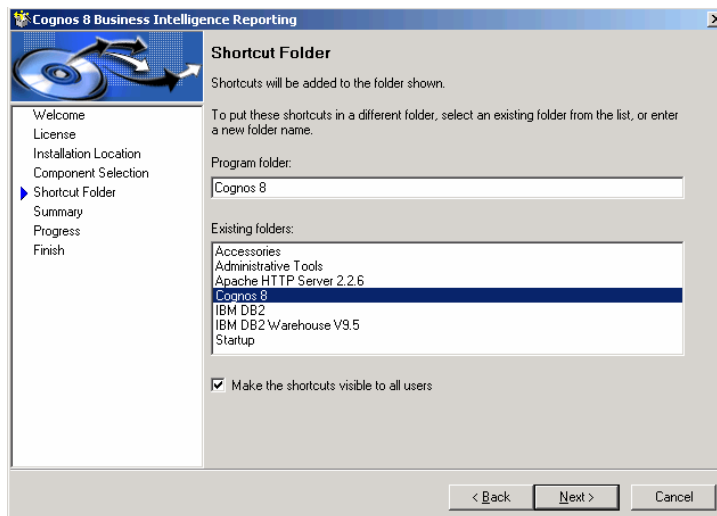 Cognos 8 Business Intelligence Reporting
Welcome
License
Installation Location
Component Selection
Shortcut Folder
Summary
Progress
Finish
Shortcut Folder
Shortcuts will be added to the folder shown.
To put these shortcuts in a different folder, select an existing folder from the list, or enter
a new folder name.
Program folder:
Cognos 8
Existing folders:
Accessories
Administrative Tools
Apache HTTP Server 2.2.6
Cognos 8
IBM DB2
IBM DB2 Warehouse V9.5
Startup
Make the shortcuts visible to all users
< Back
Next >
Cancel